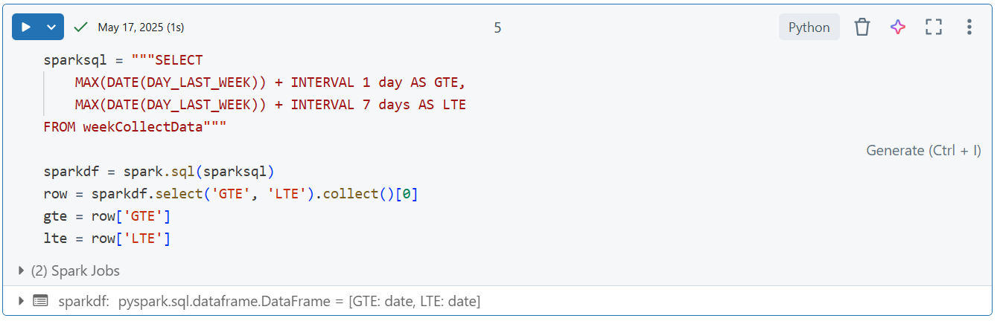 May 17, 2025 (1s)
5
Python
sparksql = """SELECT
    MAX(DATE(DAY_LAST_WEEK)) + INTERVAL 1 day AS GTE,
    MAX(DATE(DAY_LAST_WEEK)) + INTERVAL 7 days AS LTE
FROM weekCollectData"""
Generate (Ctrl + I)
sparkdf = spark.sql(sparksql)
row = sparkdf.select('GTE', 'LTE').collect()[0]
gte = row['GTE']
lte = row['LTE']
(2) Spark Jobs
sparkdf: pyspark.sql.dataframe.DataFrame = [GTE: date, LTE: date]